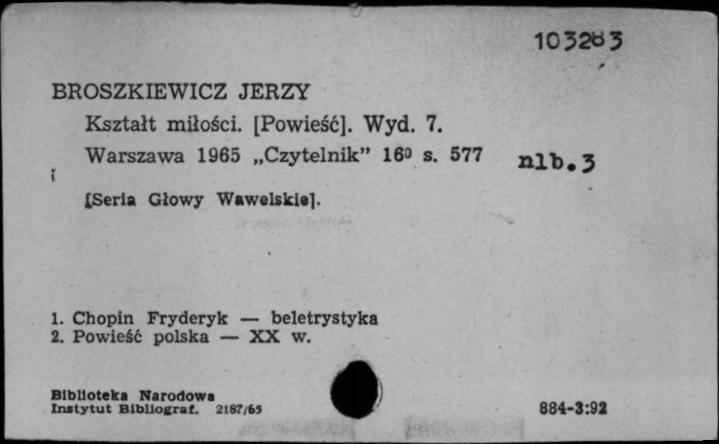 103283
BROSZKIEWICZ JERZY
Kształt miłości. [Powieść]. Wyd. 7.
Warszawa 1965 „Czytelnik” 16⁰ s. 577 nlb. 3
[Seria Głowy Wawelskie].
1. Chopin Fryderyk — beletrystyka
2. Powieść polska — XX w.
Biblioteka Narodowa
Instytut Bibliograf. 2187/65
884-3:92